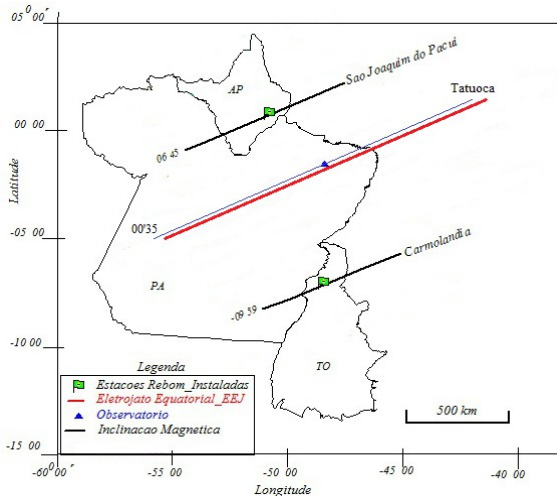 05 00'00"
00 00
-05 00
-10 00
-15 00
Latitude
AP
Sao Joaquim do Pacui
06 45
Tatuoca
00'35
PA
Carmolandia
-09 59
TO
Legenda
Estacoes Rebom_Instaladas
Eletrojato Equatorial_EEJ
Observatorio
Inclinacao Magnetica
500 km
-60 00'
-55 00
-50 00
-45 00
-40 00
Longitude